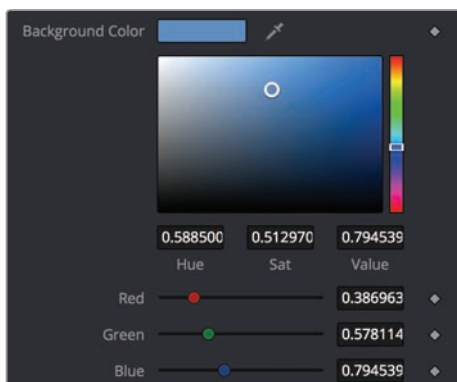 Background Color
0.588500 0.512970 0.794539
Hue Sat Value
Red 0.386963
Green 0.578114
Blue 0.794539